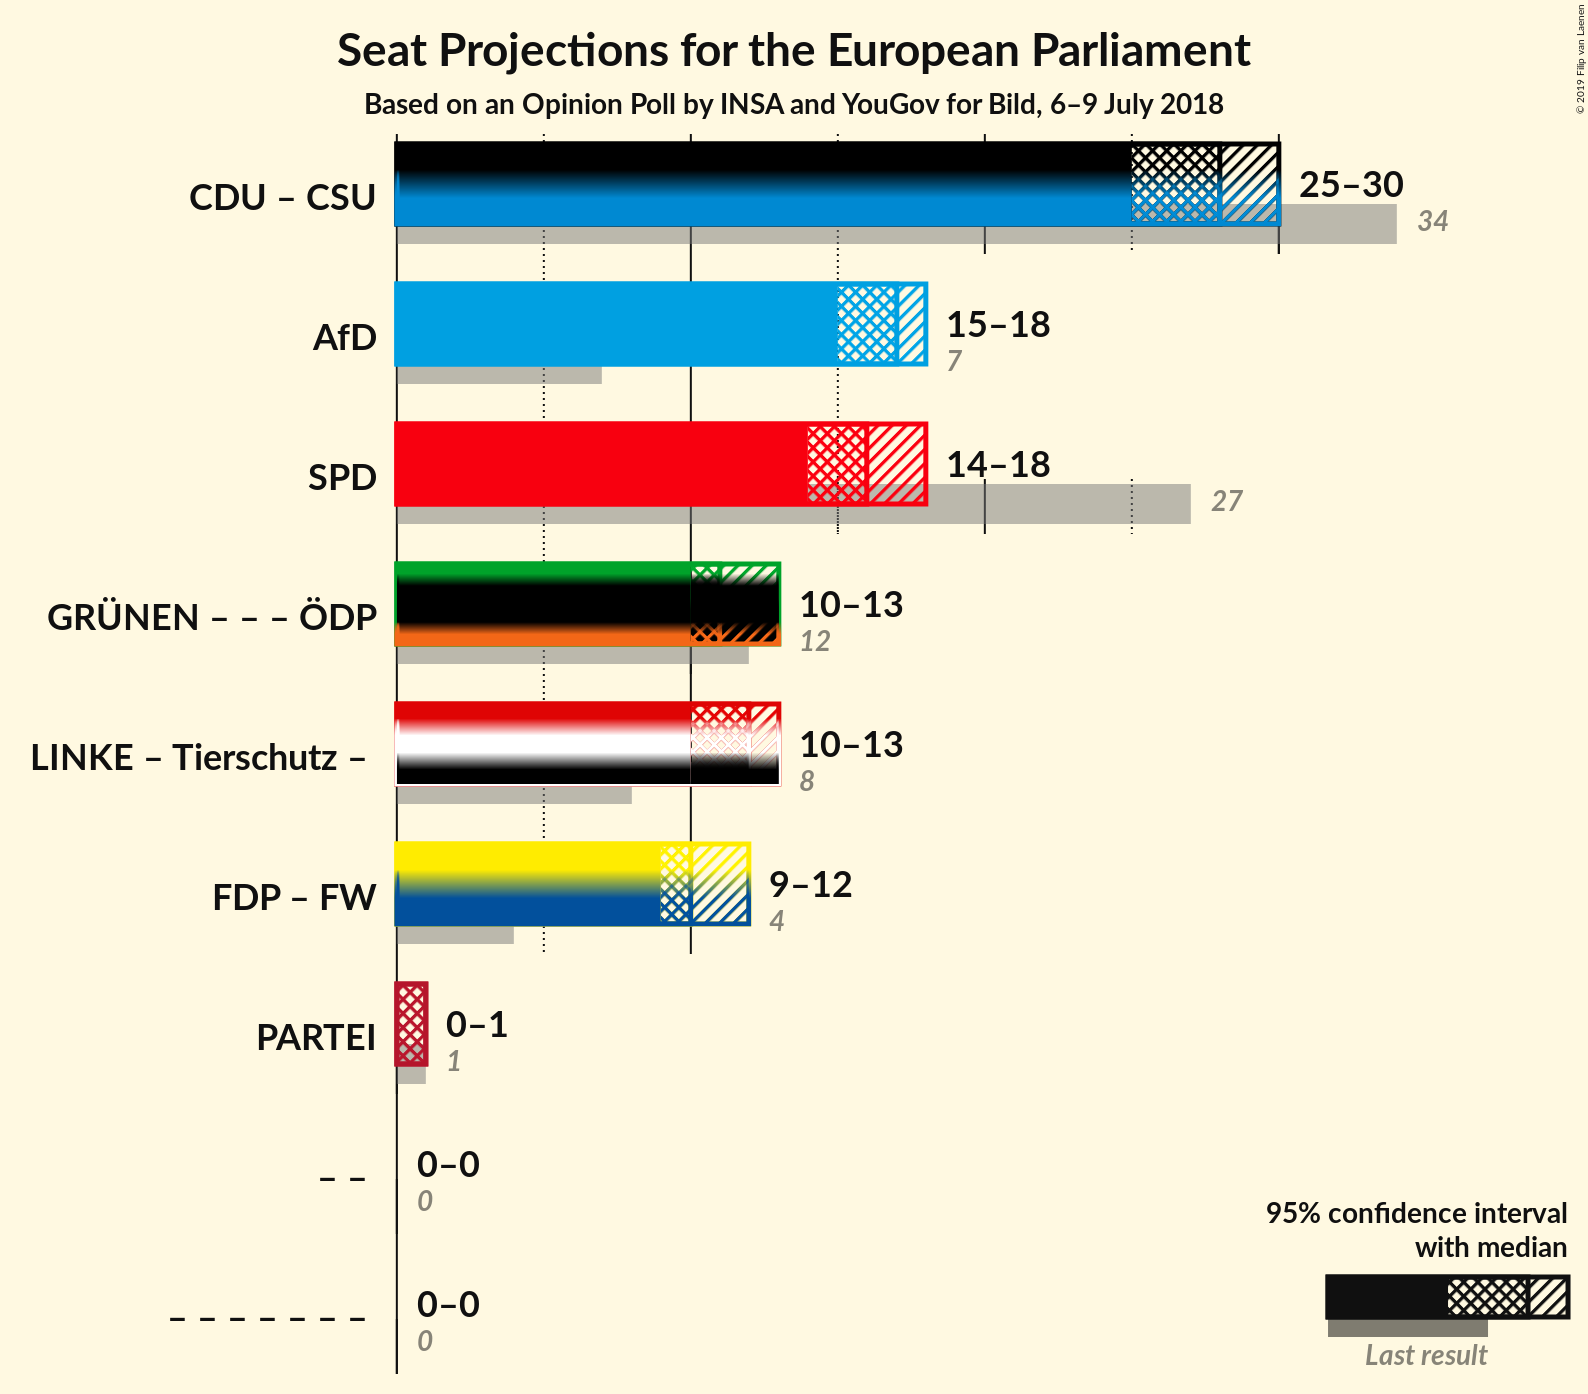 Seat Projections for the European Parliament
Based on an Opinion Poll by INSA and YouGov for Bild, 6–9 July 2018
© 2019 Filip van Laenen
CDU – CSU
25–30
34
AfD
15–18
7
SPD
14–18
27
GRÜNEN – – – ÖDP
10–13
12
LINKE – Tierschutz –
10–13
8
FDP – FW
9–12
4
PARTEI
0–1
1
– –
0–0
0
– – – – – – –
0–0
0
95% confidence interval
with median
Last result